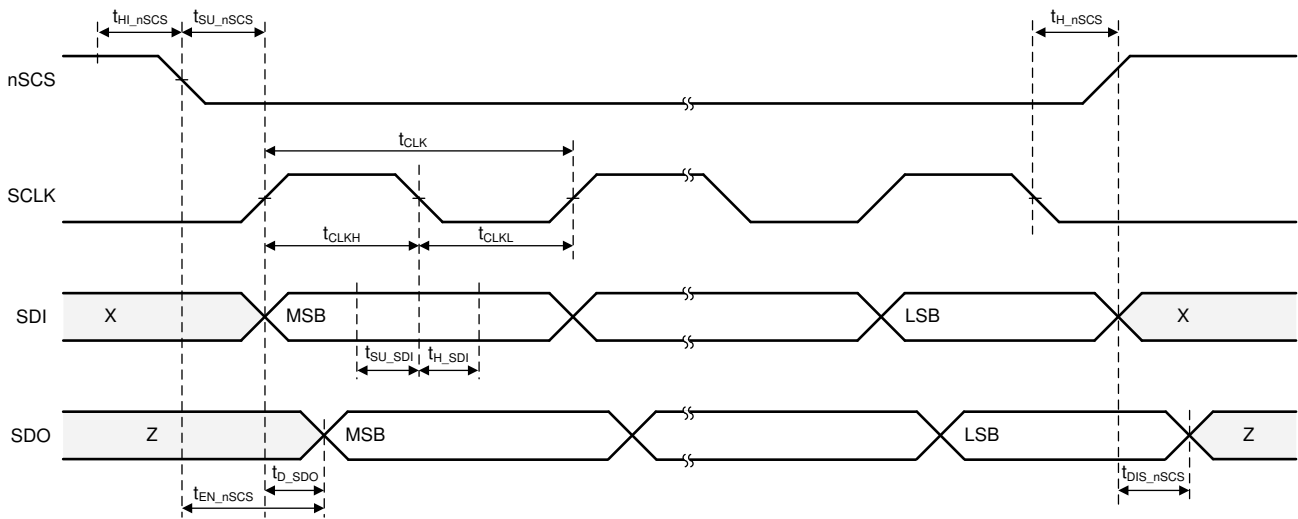 tHI_nSCS tSU_nSCS tH_nSCS
nSCS
tCLK
SCLK
tCLKH tCLKL
SDI X MSB LSB X
tSU_SDI tH_SDI
SDO Z MSB LSB Z
tD_SDO
tEN_nSCS tDIS_nSCS